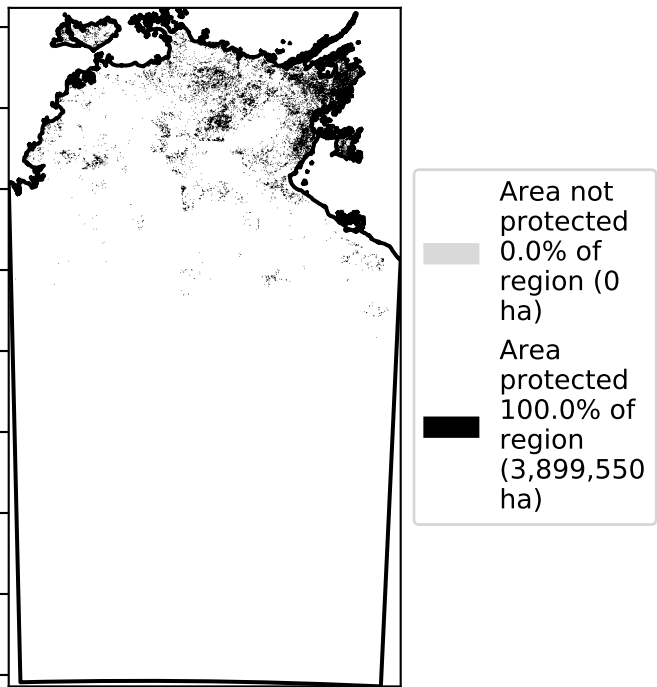 Area not
protected
0.0% of
region (0
ha)
Area
protected
100.0% of
region
(3,899,550
ha)